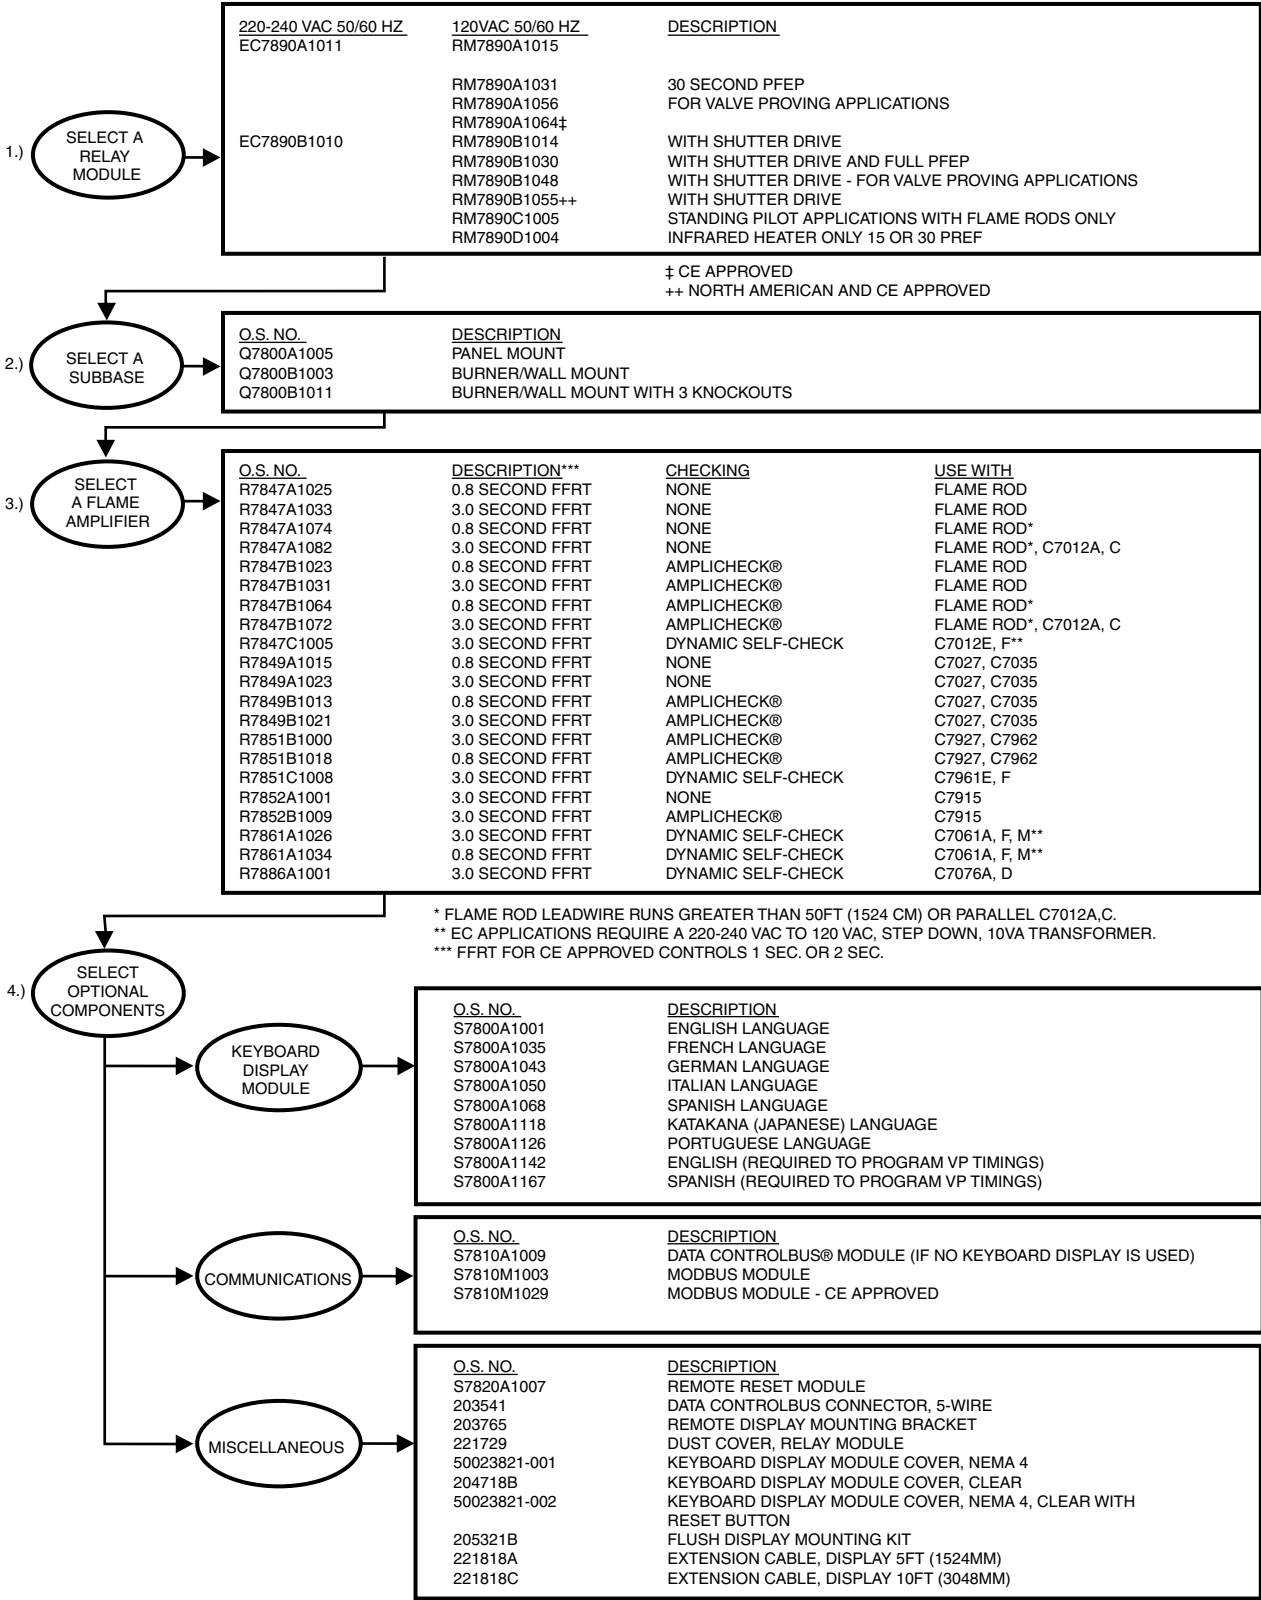 1.) SELECT A
RELAY
MODULE
220-240 VAC 50/60 HZ 120VAC 50/60 HZ DESCRIPTION
EC7890A1011 RM7890A1015
RM7890A1031 30 SECOND PFEP
RM7890A1056 FOR VALVE PROVING APPLICATIONS
RM7890A1064‡
EC7890B1010 RM7890B1014 WITH SHUTTER DRIVE
RM7890B1030 WITH SHUTTER DRIVE AND FULL PFEP
RM7890B1048 WITH SHUTTER DRIVE - FOR VALVE PROVING APPLICATIONS
RM7890B1055++ WITH SHUTTER DRIVE
RM7890C1005 STANDING PILOT APPLICATIONS WITH FLAME RODS ONLY
RM7890D1004 INFRARED HEATER ONLY 15 OR 30 PREF
‡ CE APPROVED
++ NORTH AMERICAN AND CE APPROVED
2.) SELECT A
SUBBASE
O.S. NO. DESCRIPTION
Q7800A1005 PANEL MOUNT
Q7800B1003 BURNER/WALL MOUNT
Q7800B1011 BURNER/WALL MOUNT WITH 3 KNOCKOUTS
3.) SELECT
A FLAME
AMPLIFIER
O.S. NO. DESCRIPTION*** CHECKING USE WITH
R7847A1025 0.8 SECOND FFRT NONE FLAME ROD
R7847A1033 3.0 SECOND FFRT NONE FLAME ROD
R7847A1074 0.8 SECOND FFRT NONE FLAME ROD*
R7847A1082 3.0 SECOND FFRT NONE FLAME ROD*, C7012A, C
R7847B1023 0.8 SECOND FFRT AMPLICHECK® FLAME ROD
R7847B1031 3.0 SECOND FFRT AMPLICHECK® FLAME ROD
R7847B1064 0.8 SECOND FFRT AMPLICHECK® FLAME ROD*
R7847B1072 3.0 SECOND FFRT AMPLICHECK® FLAME ROD*, C7012A, C
R7847C1005 3.0 SECOND FFRT DYNAMIC SELF-CHECK C7012E, F**
R7849A1015 0.8 SECOND FFRT NONE C7027, C7035
R7849A1023 3.0 SECOND FFRT NONE C7027, C7035
R7849B1013 0.8 SECOND FFRT AMPLICHECK® C7027, C7035
R7849B1021 3.0 SECOND FFRT AMPLICHECK® C7027, C7035
R7851B1000 3.0 SECOND FFRT AMPLICHECK® C7927, C7962
R7851B1018 0.8 SECOND FFRT AMPLICHECK® C7927, C7962
R7851C1008 3.0 SECOND FFRT DYNAMIC SELF-CHECK C7961E, F
R7852A1001 3.0 SECOND FFRT NONE C7915
R7852B1009 3.0 SECOND FFRT AMPLICHECK® C7915
R7861A1026 3.0 SECOND FFRT DYNAMIC SELF-CHECK C7061A, F, M**
R7861A1034 0.8 SECOND FFRT DYNAMIC SELF-CHECK C7061A, F, M**
R7886A1001 3.0 SECOND FFRT DYNAMIC SELF-CHECK C7076A, D
* FLAME ROD LEADWIRE RUNS GREATER THAN 50FT (1524 CM) OR PARALLEL C7012A,C.
** EC APPLICATIONS REQUIRE A 220-240 VAC TO 120 VAC, STEP DOWN, 10VA TRANSFORMER.
*** FFRT FOR CE APPROVED CONTROLS 1 SEC. OR 2 SEC.
4.) SELECT
OPTIONAL
COMPONENTS
KEYBOARD
DISPLAY
MODULE
O.S. NO. DESCRIPTION
S7800A1001 ENGLISH LANGUAGE
S7800A1035 FRENCH LANGUAGE
S7800A1043 GERMAN LANGUAGE
S7800A1050 ITALIAN LANGUAGE
S7800A1068 SPANISH LANGUAGE
S7800A1118 KATAKANA (JAPANESE) LANGUAGE
S7800A1126 PORTUGUESE LANGUAGE
S7800A1142 ENGLISH (REQUIRED TO PROGRAM VP TIMINGS)
S7800A1167 SPANISH (REQUIRED TO PROGRAM VP TIMINGS)
COMMUNICATIONS
O.S. NO. DESCRIPTION
S7810A1009 DATA CONTROLBUS® MODULE (IF NO KEYBOARD DISPLAY IS USED)
S7810M1003 MODBUS MODULE
S7810M1029 MODBUS MODULE - CE APPROVED
MISCELLANEOUS
O.S. NO. DESCRIPTION
S7820A1007 REMOTE RESET MODULE
203541 DATA CONTROLBUS CONNECTOR, 5-WIRE
203765 REMOTE DISPLAY MOUNTING BRACKET
221729 DUST COVER, RELAY MODULE
50023821-001 KEYBOARD DISPLAY MODULE COVER, NEMA 4
204718B KEYBOARD DISPLAY MODULE COVER, CLEAR
50023821-002 KEYBOARD DISPLAY MODULE COVER, NEMA 4, CLEAR WITH
RESET BUTTON
205321B FLUSH DISPLAY MOUNTING KIT
221818A EXTENSION CABLE, DISPLAY 5FT (1524MM)
221818C EXTENSION CABLE, DISPLAY 10FT (3048MM)